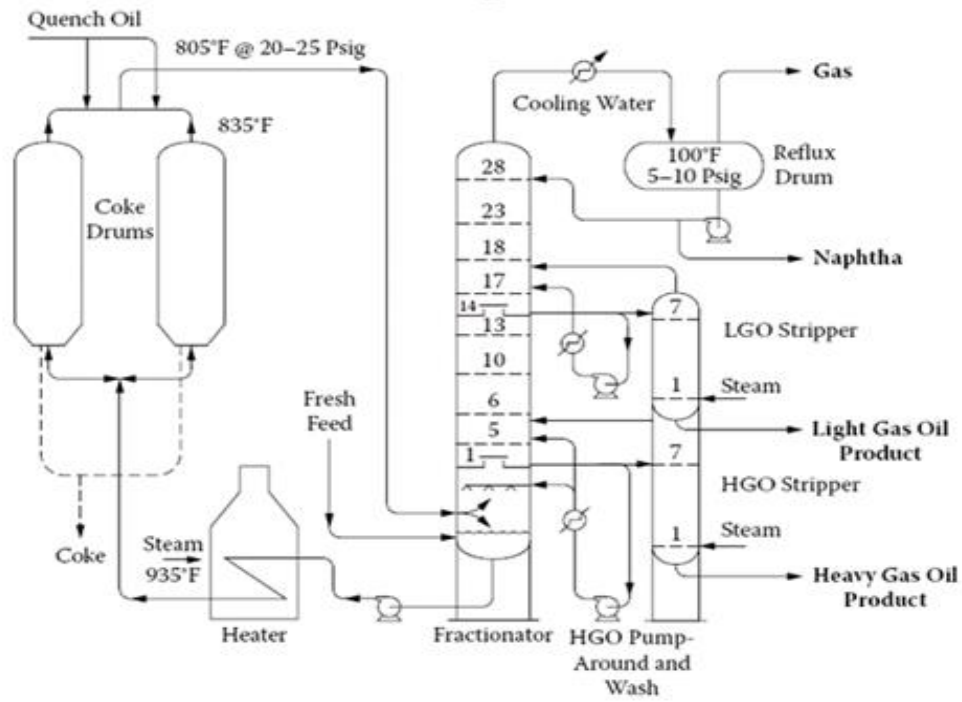 Quench Oil
805°F @ 20–25 Psig
835°F
Coke
Drums
Cooling Water
Gas
100°F
5–10 Psig
Reflux
Drum
Naphtha
28
23
18
17
14
13
10
6
5
1
7
LGO Stripper
1
Steam
Light Gas Oil
Product
7
HGO Stripper
1
Steam
Heavy Gas Oil
Product
Fresh
Feed
Steam
935°F
Coke
Heater
Fractionator
HGO Pump-
Around and
Wash